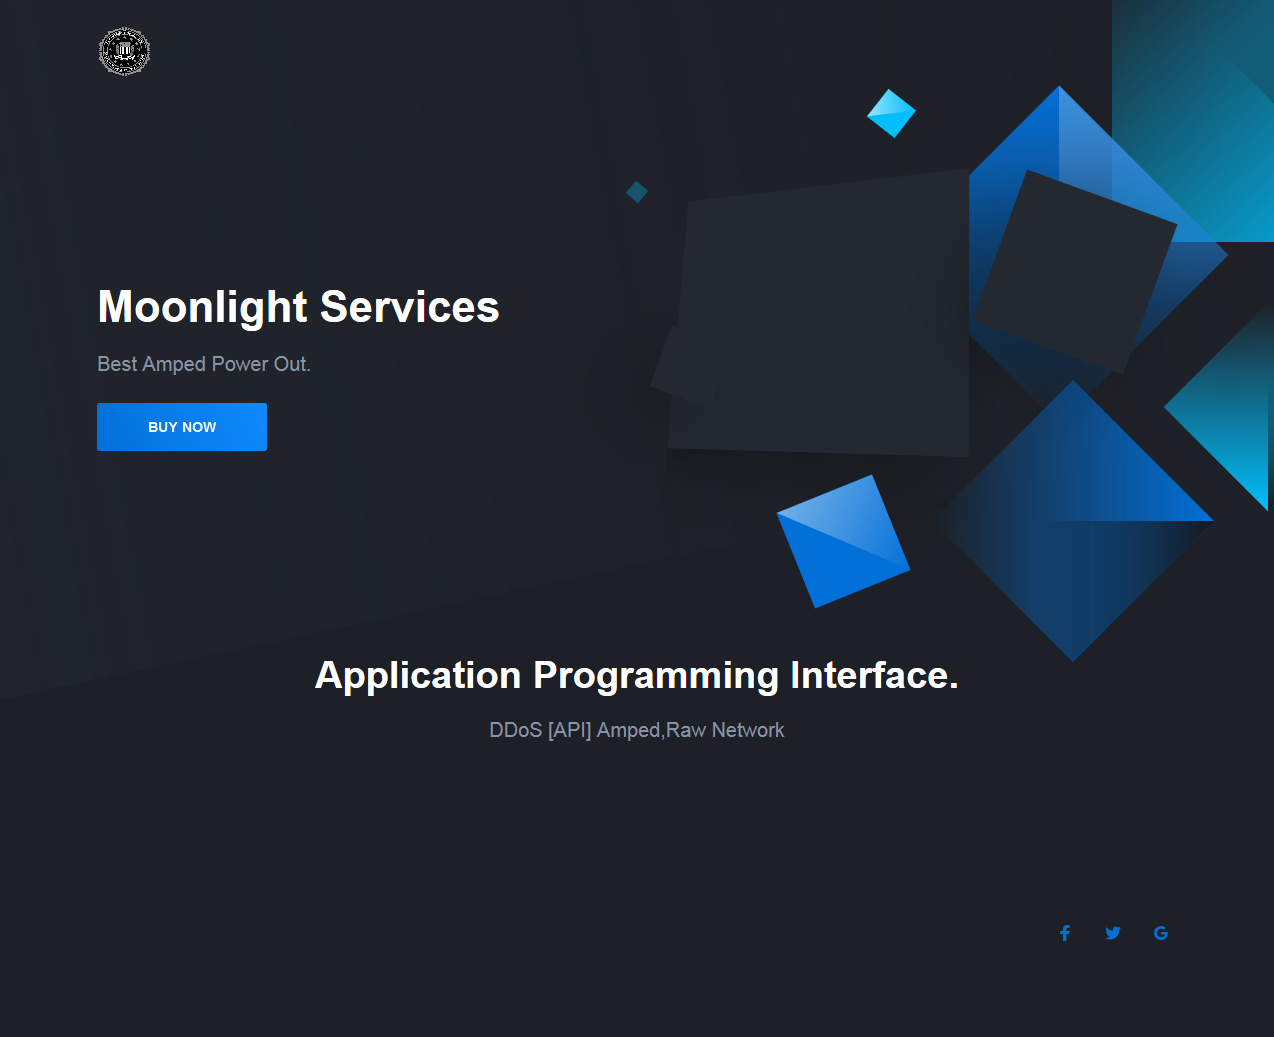 Moonlight Services
Best Amped Power Out.
BUY NOW
Application Programming Interface.
DDoS [API] Amped,Raw Network